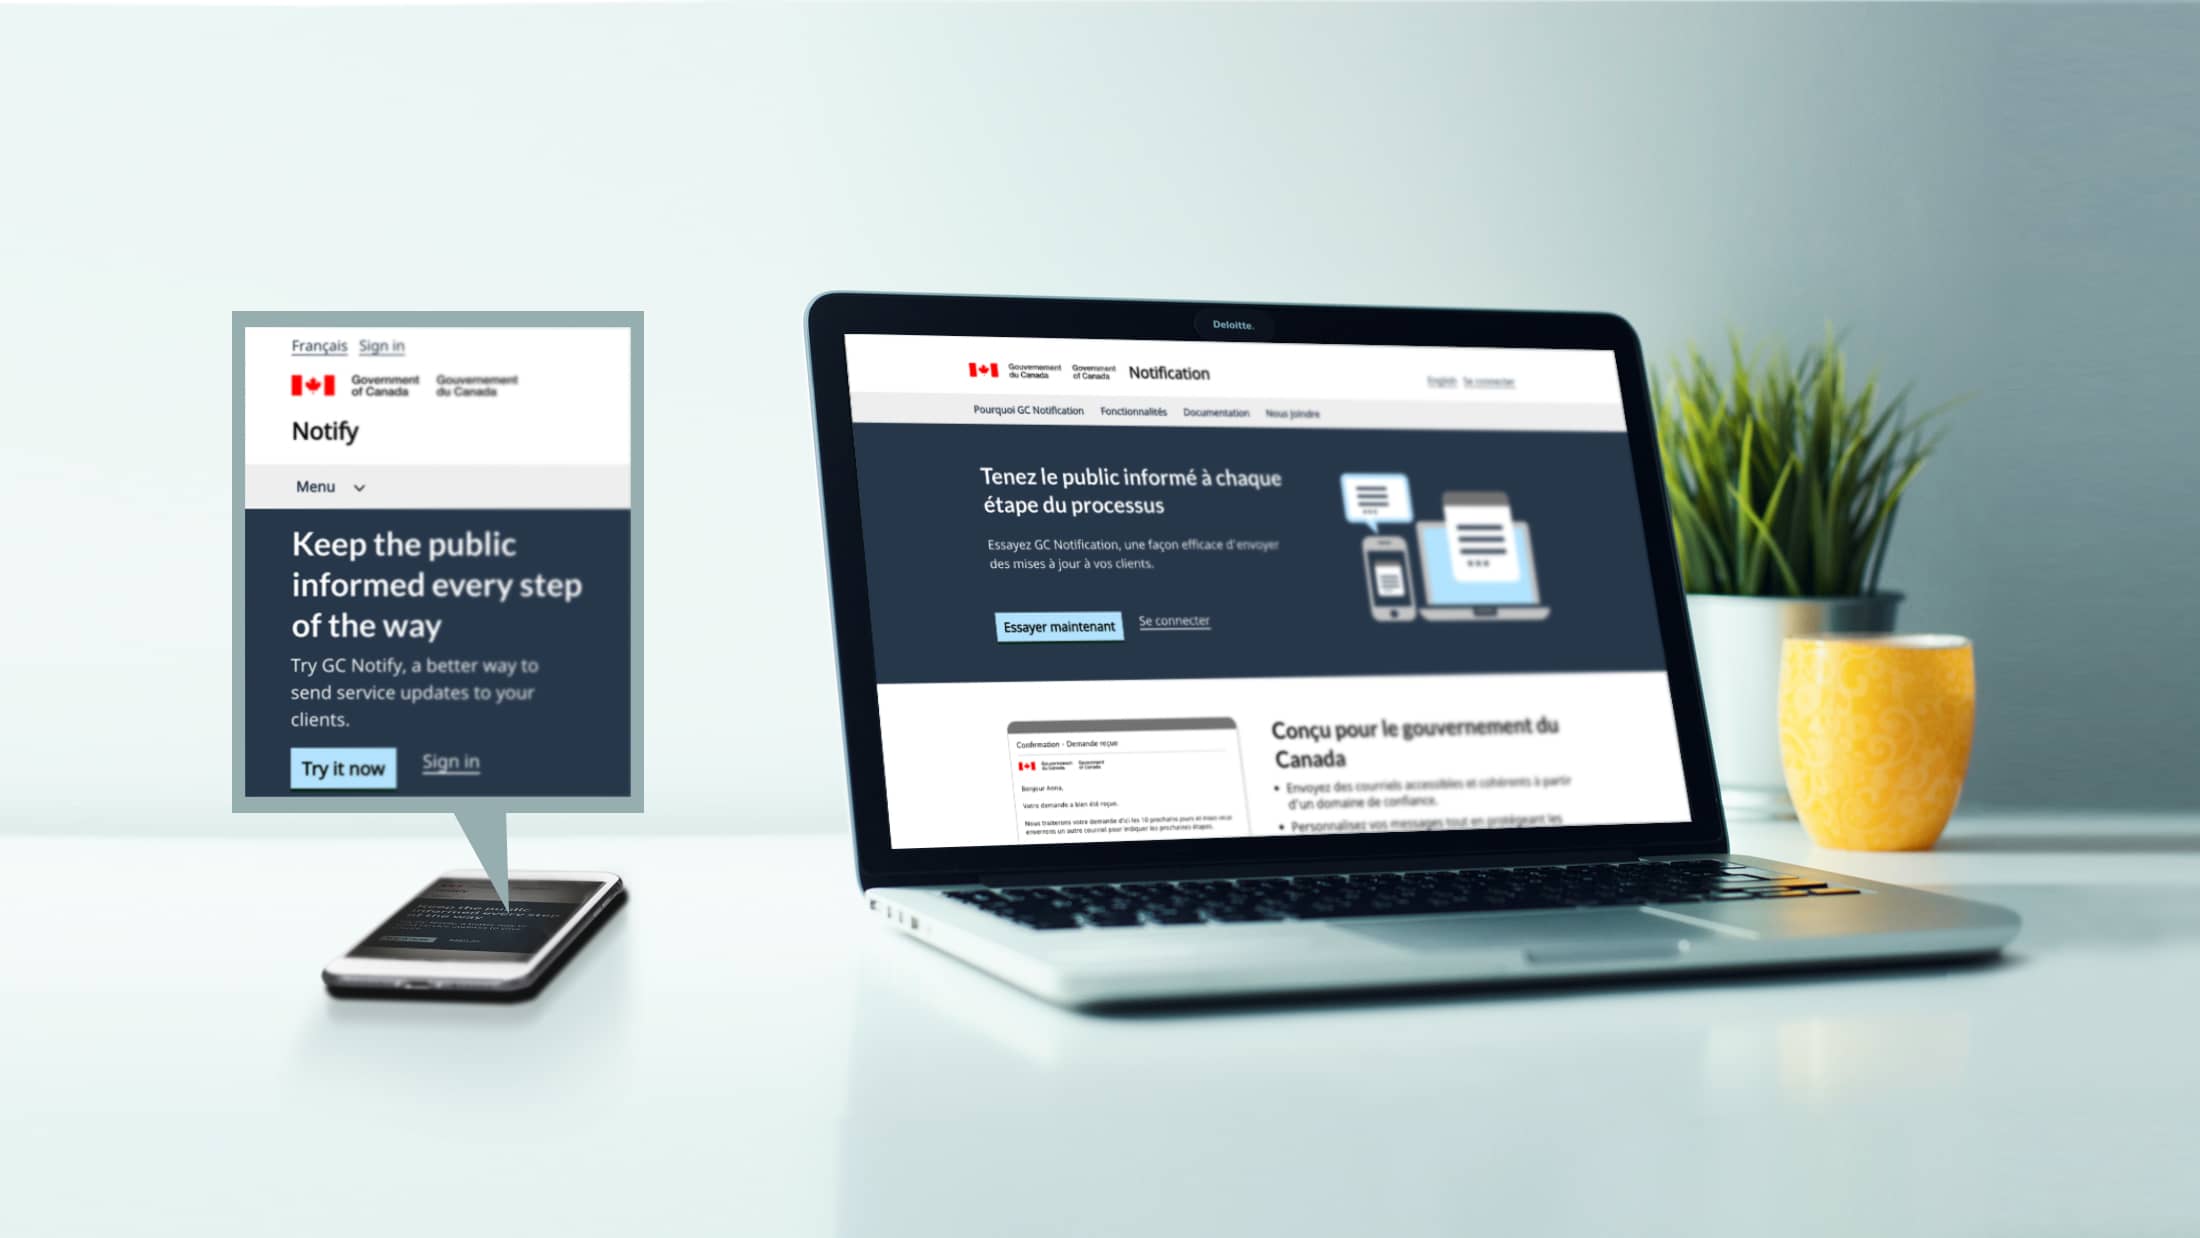 Français Sign in
Government of Canada Gouvernement du Canada
Notify
Menu
Keep the public
informed every step
of the way
Try GC Notify, a better way to
send service updates to your
clients.
Try it now Sign in
Deloitte.
Gouvernement du Canada Government of Canada Notification
English Se connecter
Pourquoi GC Notification Fonctionnalités Documentation Nous joindre
Tenez le public informé à chaque
étape du processus
Essayez GC Notification, une façon efficace d'envoyer
des mises à jour à vos clients.
Essayer maintenant Se connecter
Confirmation - Demande reçue
Gouvernement du Canada Government of Canada
Bonjour Anna,
Votre demande a bien été reçue.
Nous traiterons votre demande d'ici les 10 prochains jours et nous vous
enverrons un autre courriel pour indiquer les prochaines étapes.
Conçu pour le gouvernement du
Canada
• Envoyez des courriels accessibles et cohérents à partir
d'un domaine de confiance.
• Personnalisez vos messages tout en protégeant les